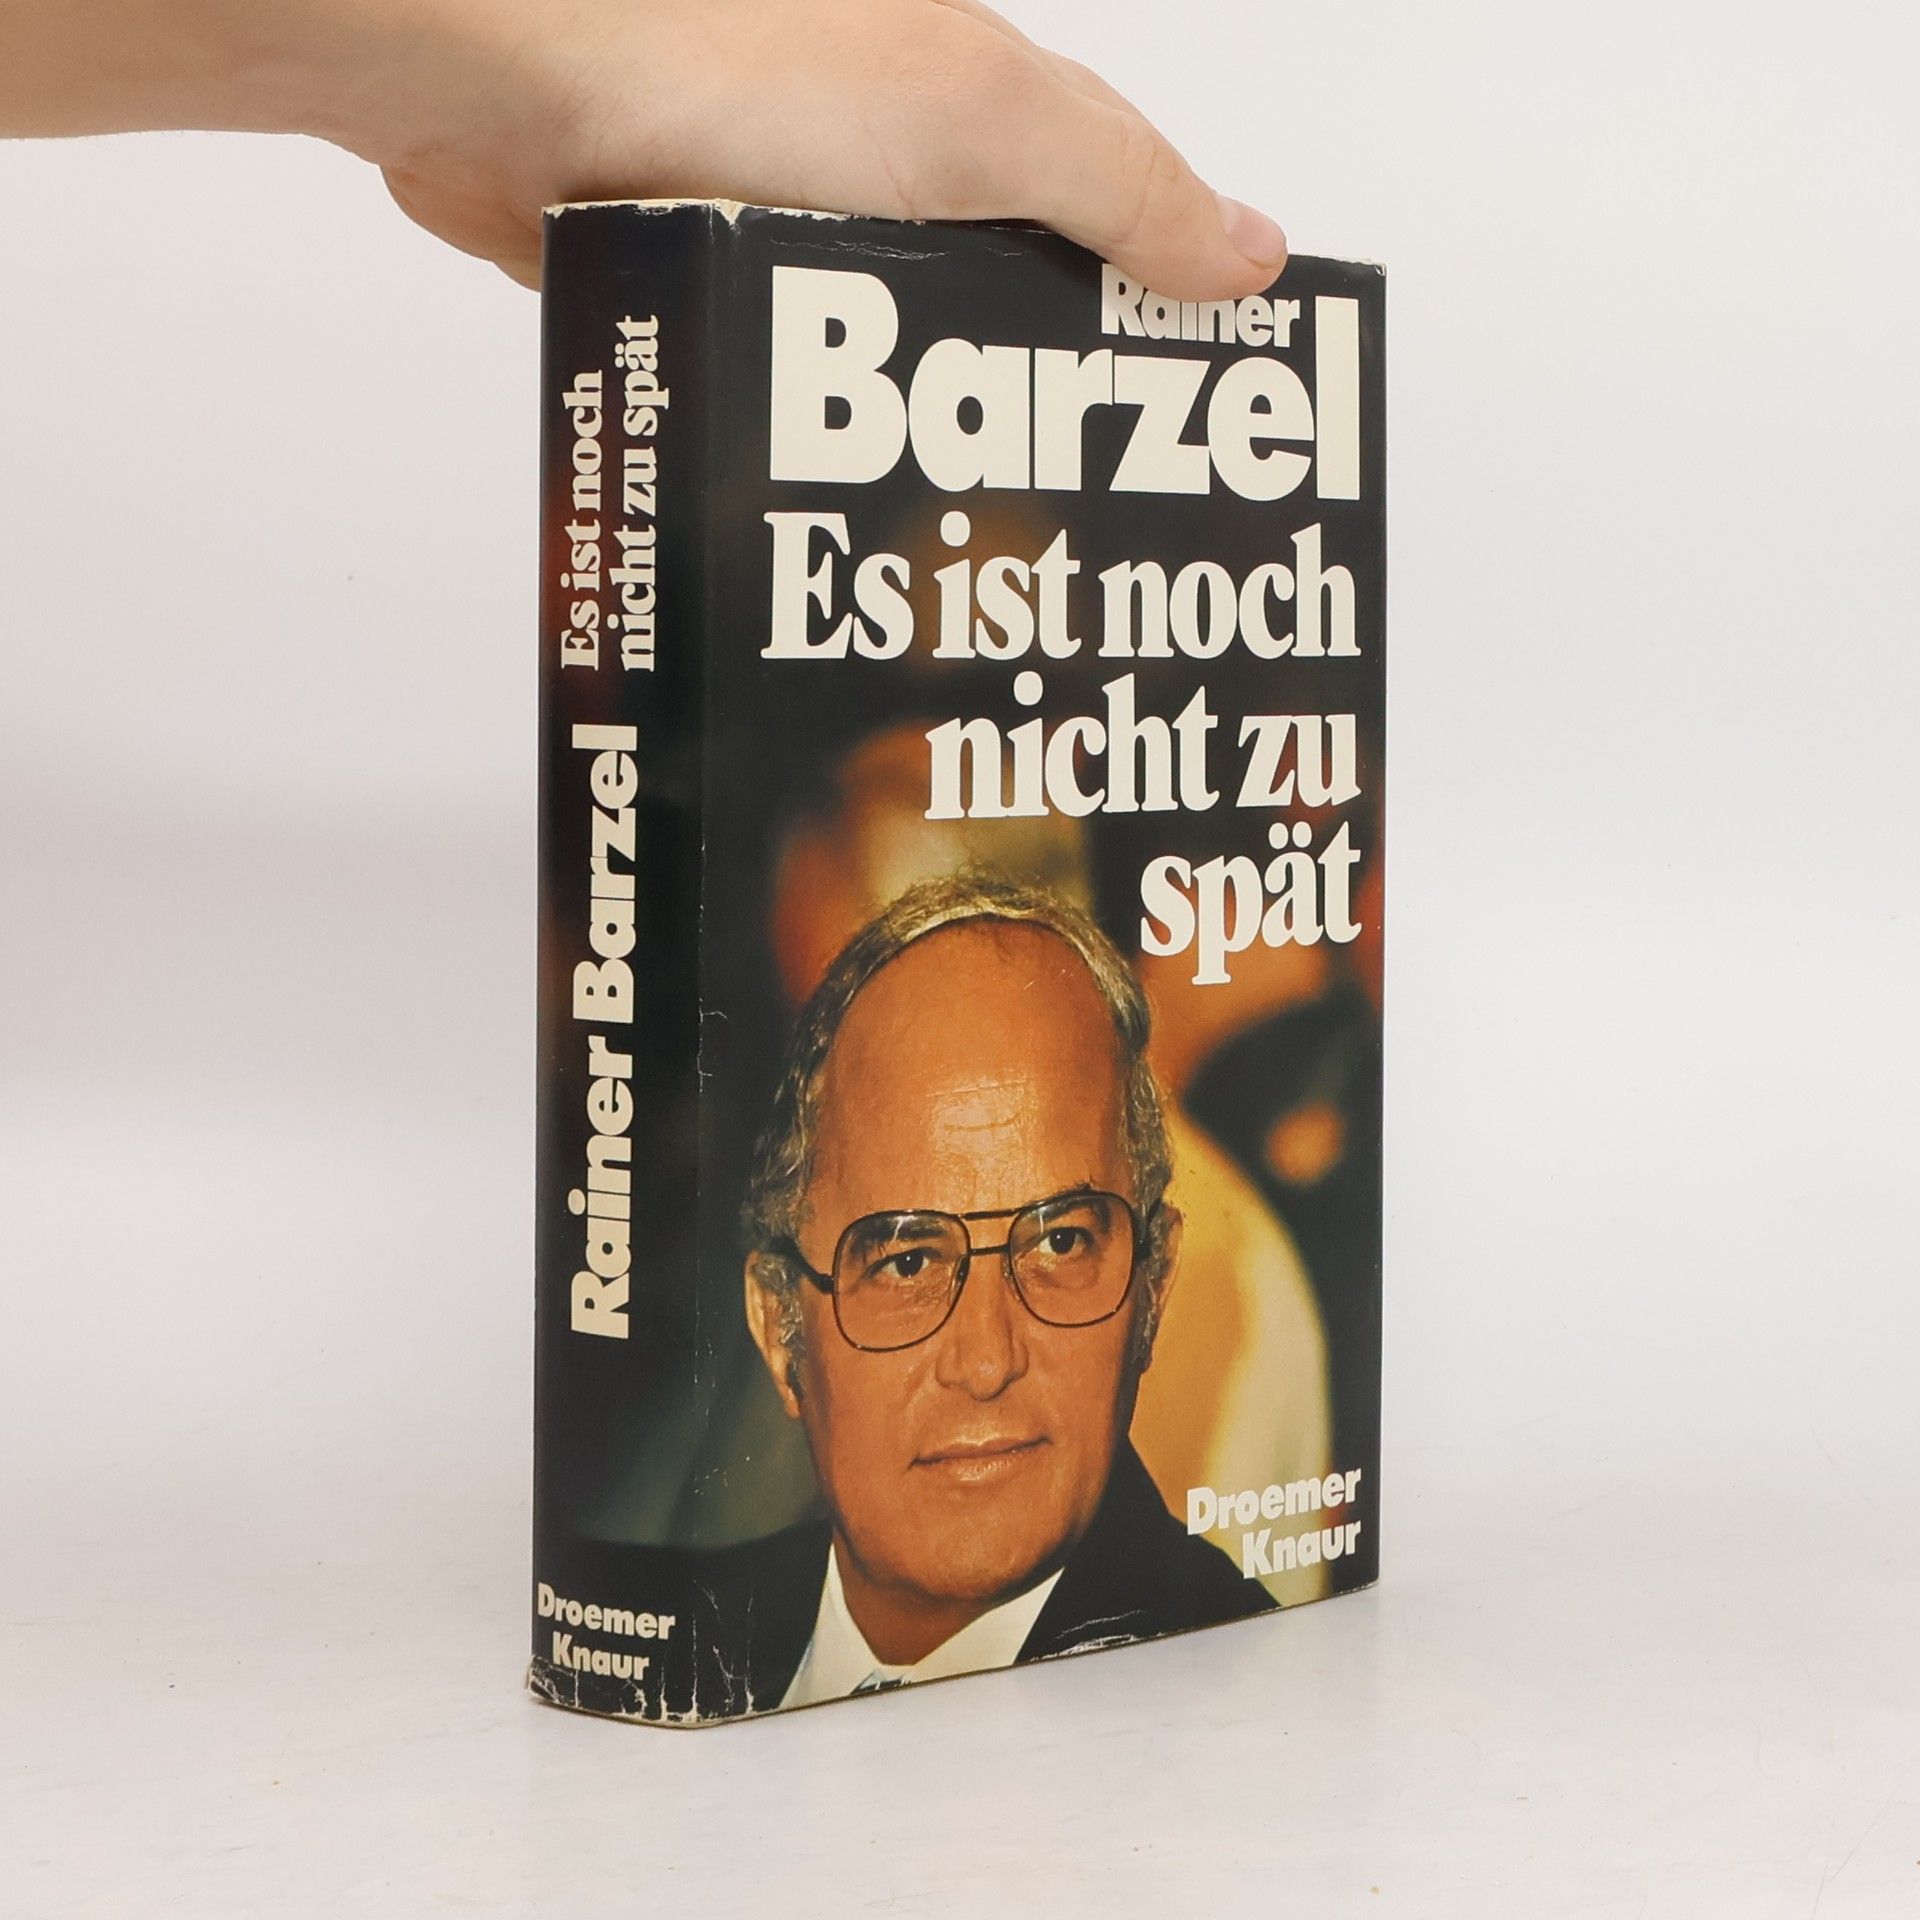 Rainer
Barzel
Es ist noch
nicht zu
spät
Droemer
Knaur
Rainer Barzel
Es ist noch
nicht zu spät
Droemer
Knaur